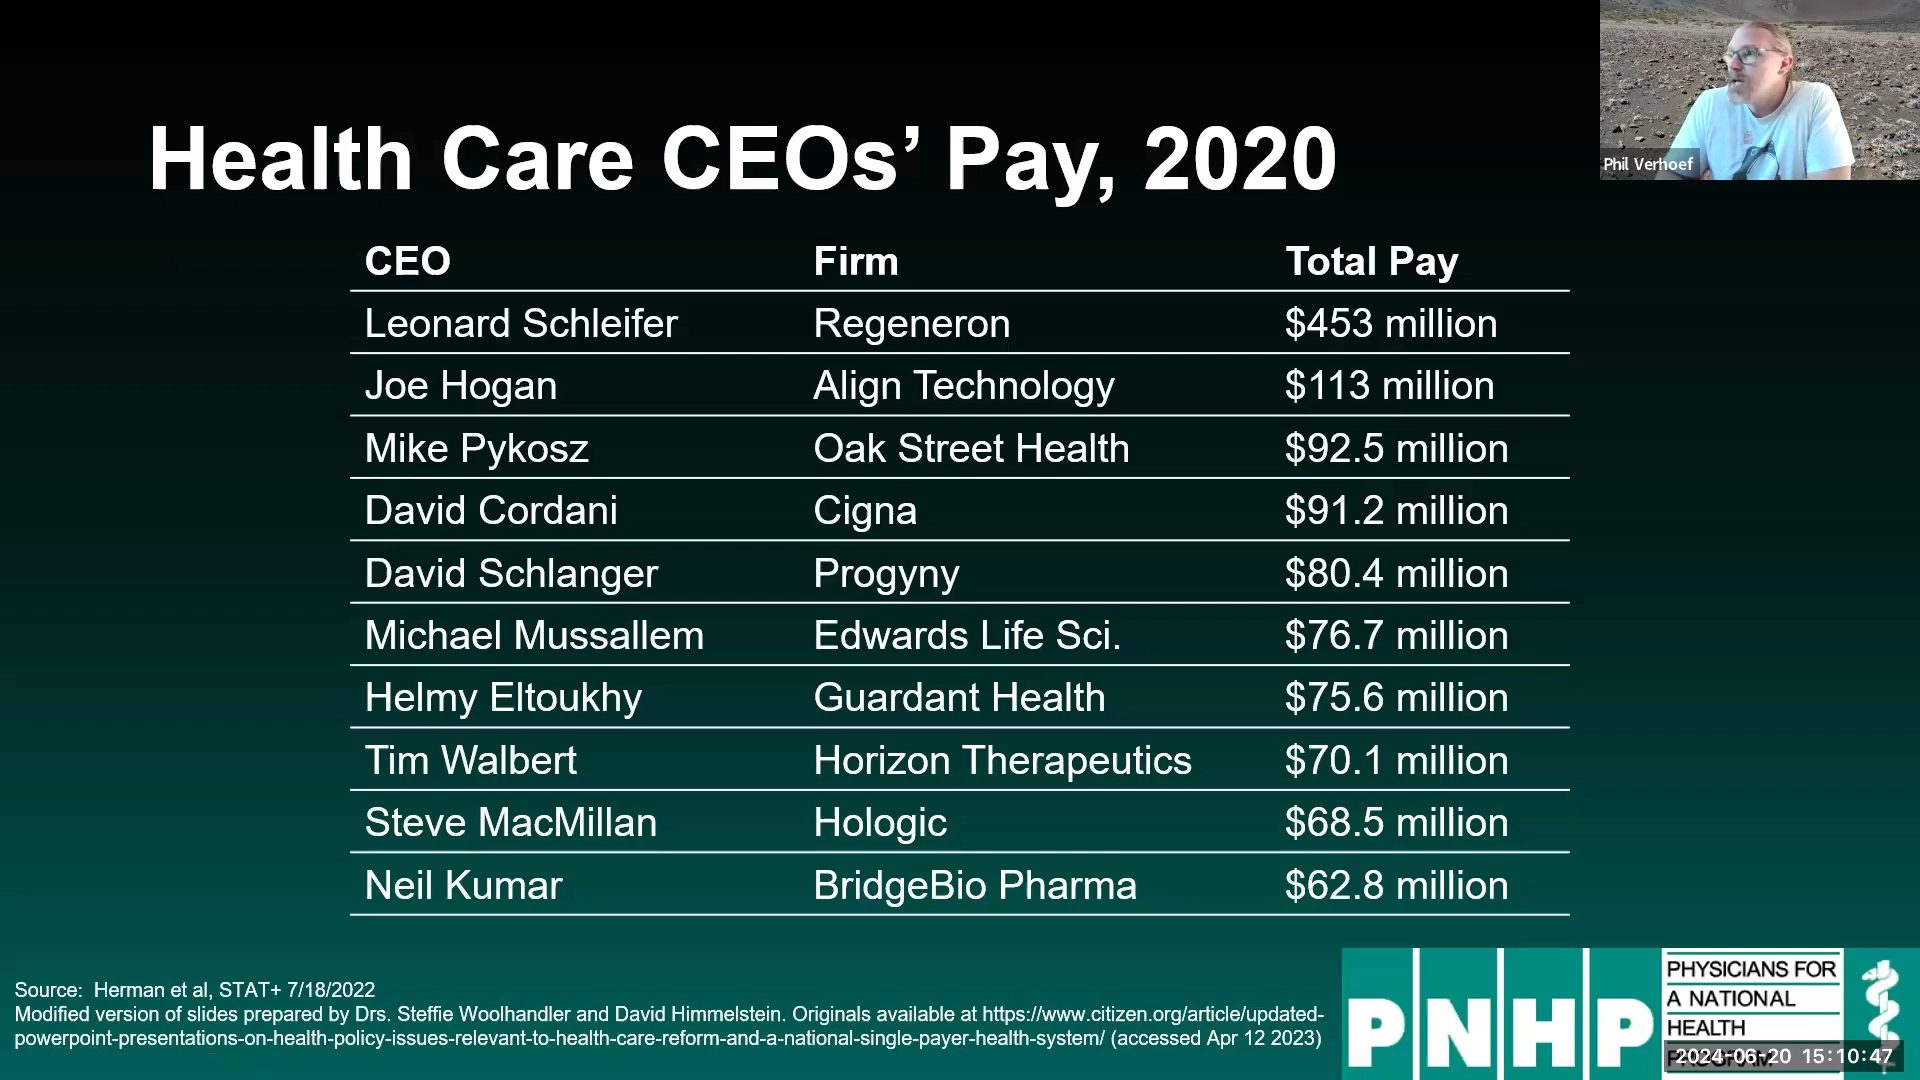 Health Care CEOs’ Pay, 2020
Phil Verhoef
CEO Firm Total Pay
Leonard Schleifer Regeneron $453 million
Joe Hogan Align Technology $113 million
Mike Pykosz Oak Street Health $92.5 million
David Cordani Cigna $91.2 million
David Schlanger Progyny $80.4 million
Michael Mussallem Edwards Life Sci. $76.7 million
Helmy Eltoukhy Guardant Health $75.6 million
Tim Walbert Horizon Therapeutics $70.1 million
Steve MacMillan Hologic $68.5 million
Neil Kumar BridgeBio Pharma $62.8 million
Source: Herman et al, STAT+ 7/18/2022
Modified version of slides prepared by Drs. Steffie Woolhandler and David Himmelstein. Originals available at https://www.citizen.org/article/updated-
powerpoint-presentations-on-health-policy-issues-relevant-to-health-care-reform-and-a-national-single-payer-health-system/ (accessed Apr 12 2023)
PNHP
PHYSICIANS FOR
A NATIONAL
HEALTH
PROGRAM
2024-06-20 15:10:47